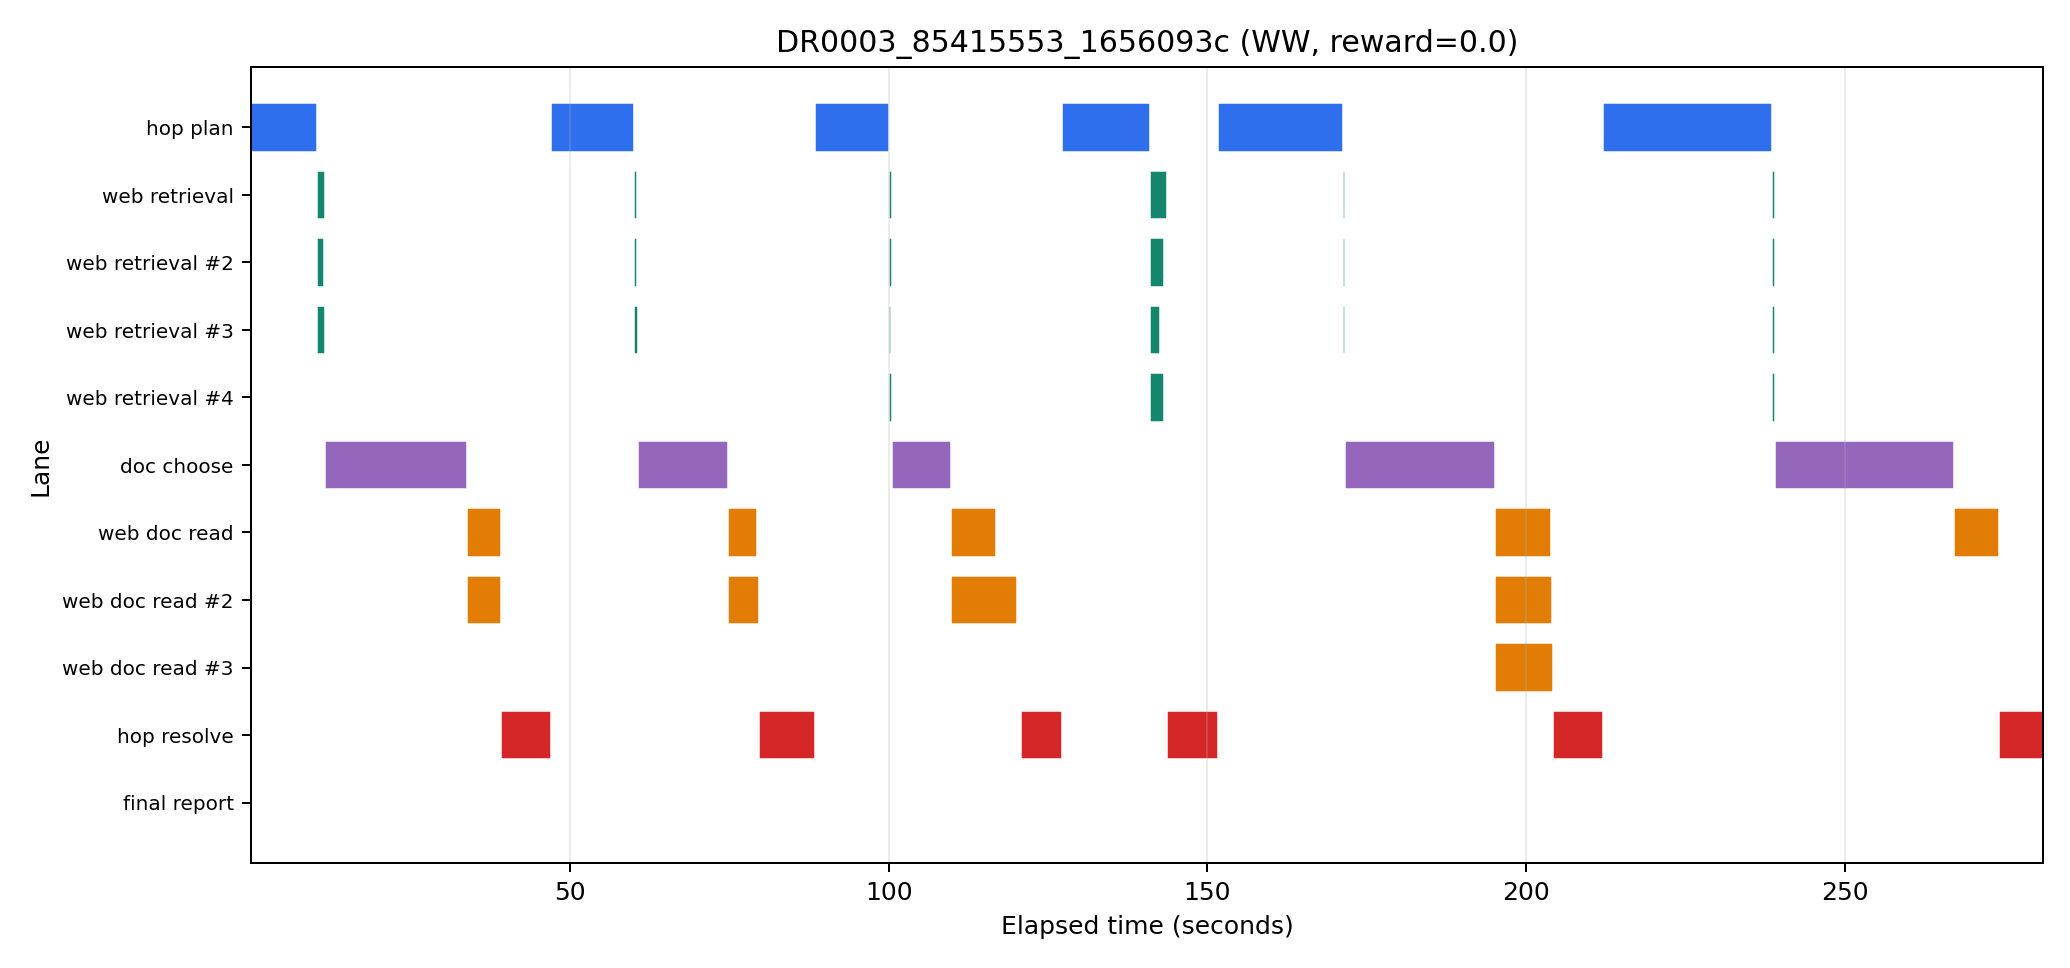 DR0003_85415553_1656093c (WW, reward=0.0)
hop plan
web retrieval
web retrieval #2
web retrieval #3
web retrieval #4
doc choose
web doc read
web doc read #2
web doc read #3
hop resolve
final report
Lane
50 100 150 200 250
Elapsed time (seconds)